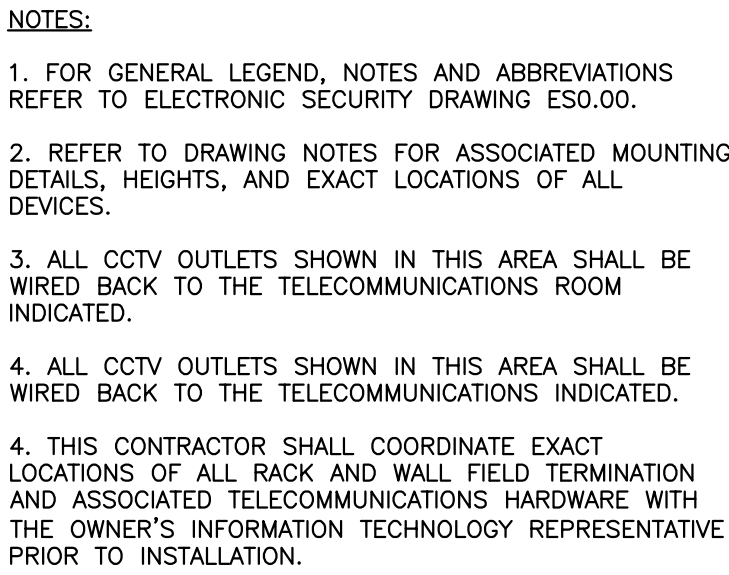 NOTES:
1. FOR GENERAL LEGEND, NOTES AND ABBREVIATIONS
REFER TO ELECTRONIC SECURITY DRAWING ES0.00.
2. REFER TO DRAWING NOTES FOR ASSOCIATED MOUNTING
DETAILS, HEIGHTS, AND EXACT LOCATIONS OF ALL
DEVICES.
3. ALL CCTV OUTLETS SHOWN IN THIS AREA SHALL BE
WIRED BACK TO THE TELECOMMUNICATIONS ROOM
INDICATED.
4. ALL CCTV OUTLETS SHOWN IN THIS AREA SHALL BE
WIRED BACK TO THE TELECOMMUNICATIONS INDICATED.
4. THIS CONTRACTOR SHALL COORDINATE EXACT
LOCATIONS OF ALL RACK AND WALL FIELD TERMINATION
AND ASSOCIATED TELECOMMUNICATIONS HARDWARE WITH
THE OWNER'S INFORMATION TECHNOLOGY REPRESENTATIVE
PRIOR TO INSTALLATION.